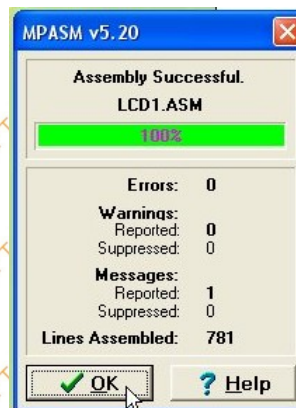 MPASM v5.20
Assembly Successful.
LCD1.ASM
100%
Errors: 0
Warnings:
Reported: 0
Suppressed: 0
Messages:
Reported: 1
Suppressed: 0
Lines Assembled: 781
OK
? Help